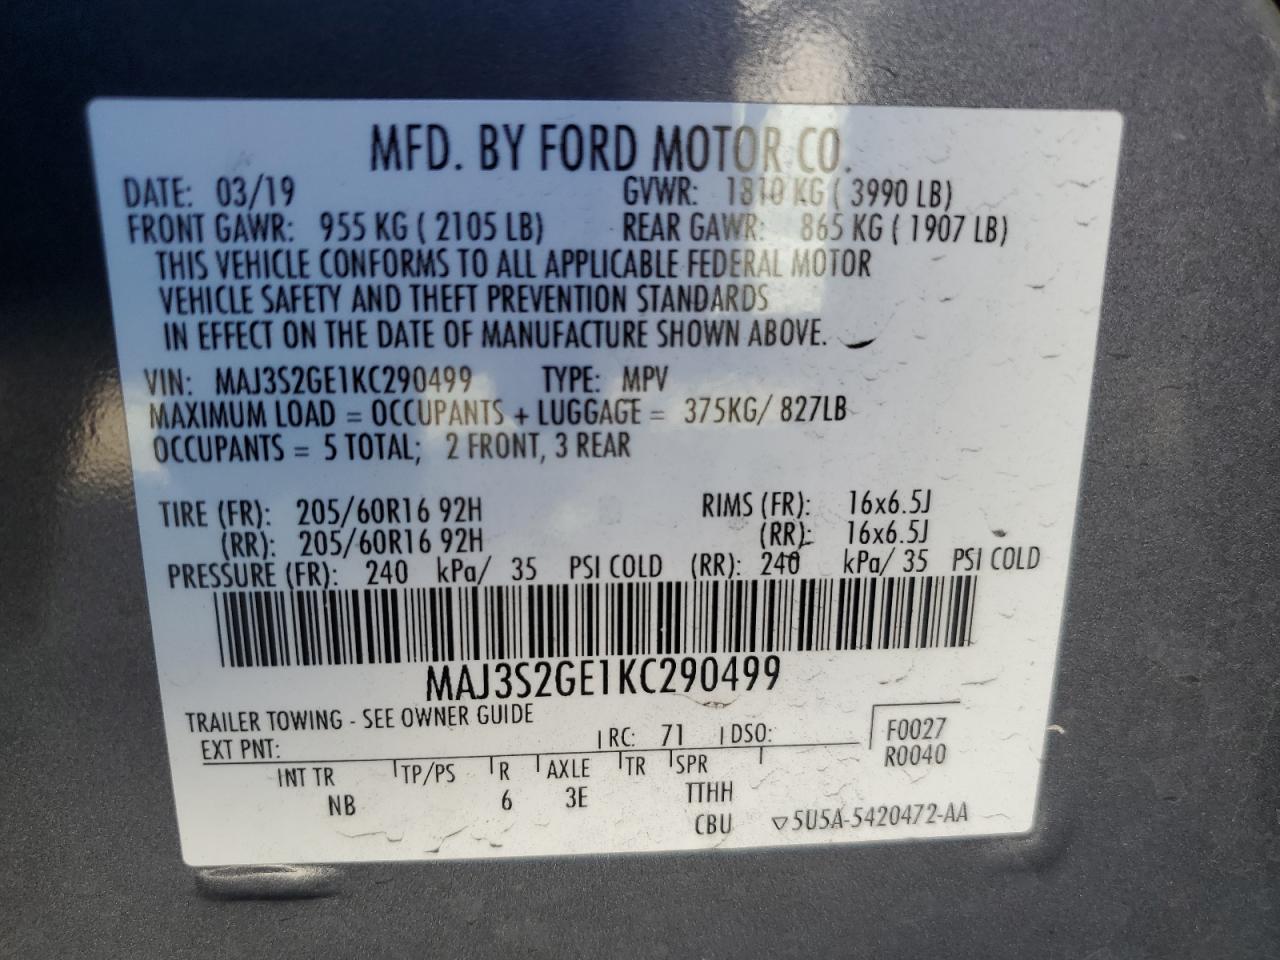 MFD. BY FORD MOTOR CO.
DATE: 03/19 GVWR: 1810 KG ( 3990 LB)
FRONT GAWR: 955 KG ( 2105 LB) REAR GAWR: 865 KG ( 1907 LB)
THIS VEHICLE CONFORMS TO ALL APPLICABLE FEDERAL MOTOR
VEHICLE SAFETY AND THEFT PREVENTION STANDARDS
IN EFFECT ON THE DATE OF MANUFACTURE SHOWN ABOVE.
VIN: MAJ3S2GE1KC290499 TYPE: MPV
MAXIMUM LOAD = OCCUPANTS + LUGGAGE = 375KG/ 827LB
OCCUPANTS = 5 TOTAL; 2 FRONT, 3 REAR
TIRE (FR): 205/60R16 92H RIMS (FR): 16x6.5J
(RR): 205/60R16 92H (RR): 16x6.5J
PRESSURE (FR): 240 kPa/ 35 PSI COLD (RR): 240 kPa/ 35 PSI COLD
MAJ3S2GE1KC290499
TRAILER TOWING - SEE OWNER GUIDE
EXT PNT: RC: 71 DSO: F0027
R0040
INT TR TP/PS R AXLE TR SPR
NB 6 3E TTHH
CBU ▽5U5A-5420472-AA